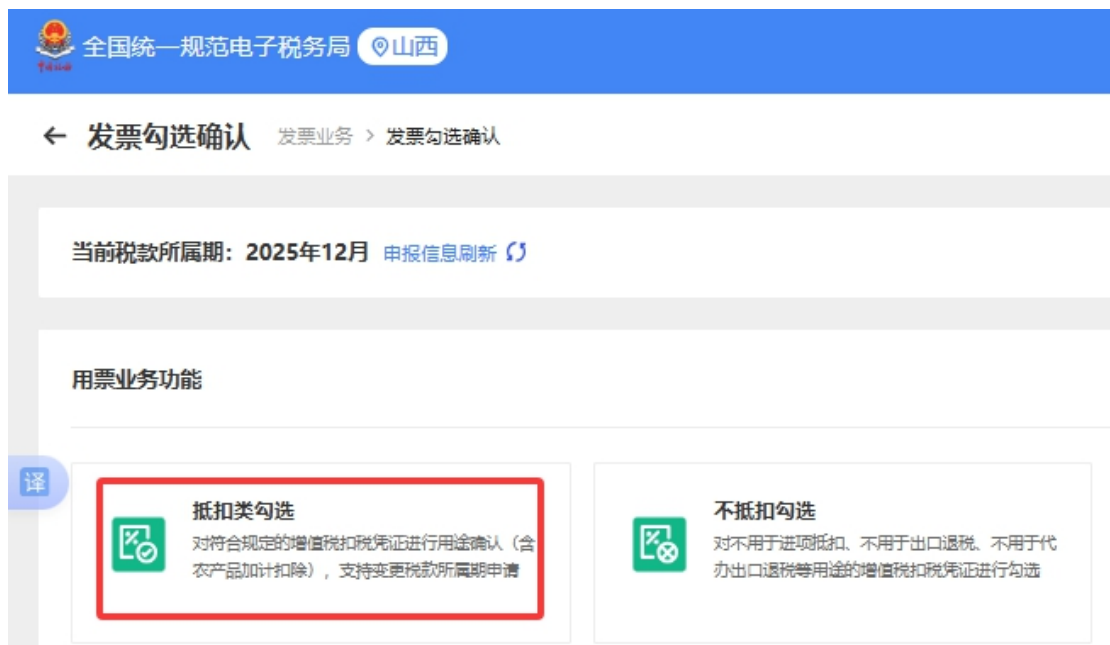 全国统一规范电子税务局 山西
发票勾选确认 发票业务 > 发票勾选确认
当前税款所属期：2025年12月 申报信息刷新
用票业务功能
译
抵扣类勾选
对符合规定的增值税扣税凭证进行用途确认（含
农产品加计扣除），支持变更税款所属期申请
不抵扣勾选
对不用于进项抵扣、不用于出口退税、不用于代
办出口退税等用途的增值税扣税凭证进行勾选